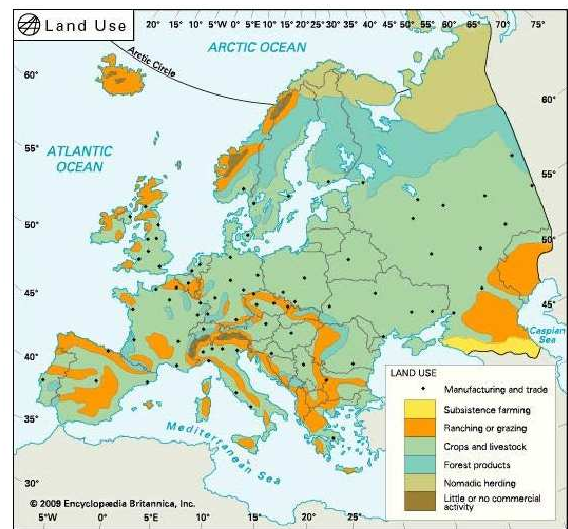 Land Use
20° 15° 10° 5°W 0° 5°E 10° 15° 20° 25° 30° 35° 40° 45° 50° 55° 60° 65° 70° 75°
ARCTIC OCEAN
Arctic Circle
60°
60°
ATLANTIC
OCEAN
55°
55°
50°
50°
45°
45°
Caspian
Sea
40°
40°
LAND USE
Manufacturing and trade
Subsistence farming
Ranching or grazing
Crops and livestock
Forest products
Nomadic herding
Little or no commercial
activity
35°
Mediterranean Sea
30°
© 2009 Encyclopædia Britannica, Inc.
5°W 0° 5°E 10° 15° 20° 25°